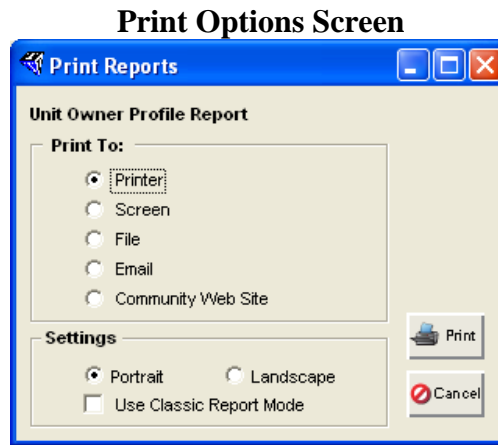 Print Options Screen
Print Reports
Unit Owner Profile Report
Print To:
Printer
Screen
File
Email
Community Web Site
Settings
Portrait Landscape
Use Classic Report Mode
Print
Cancel